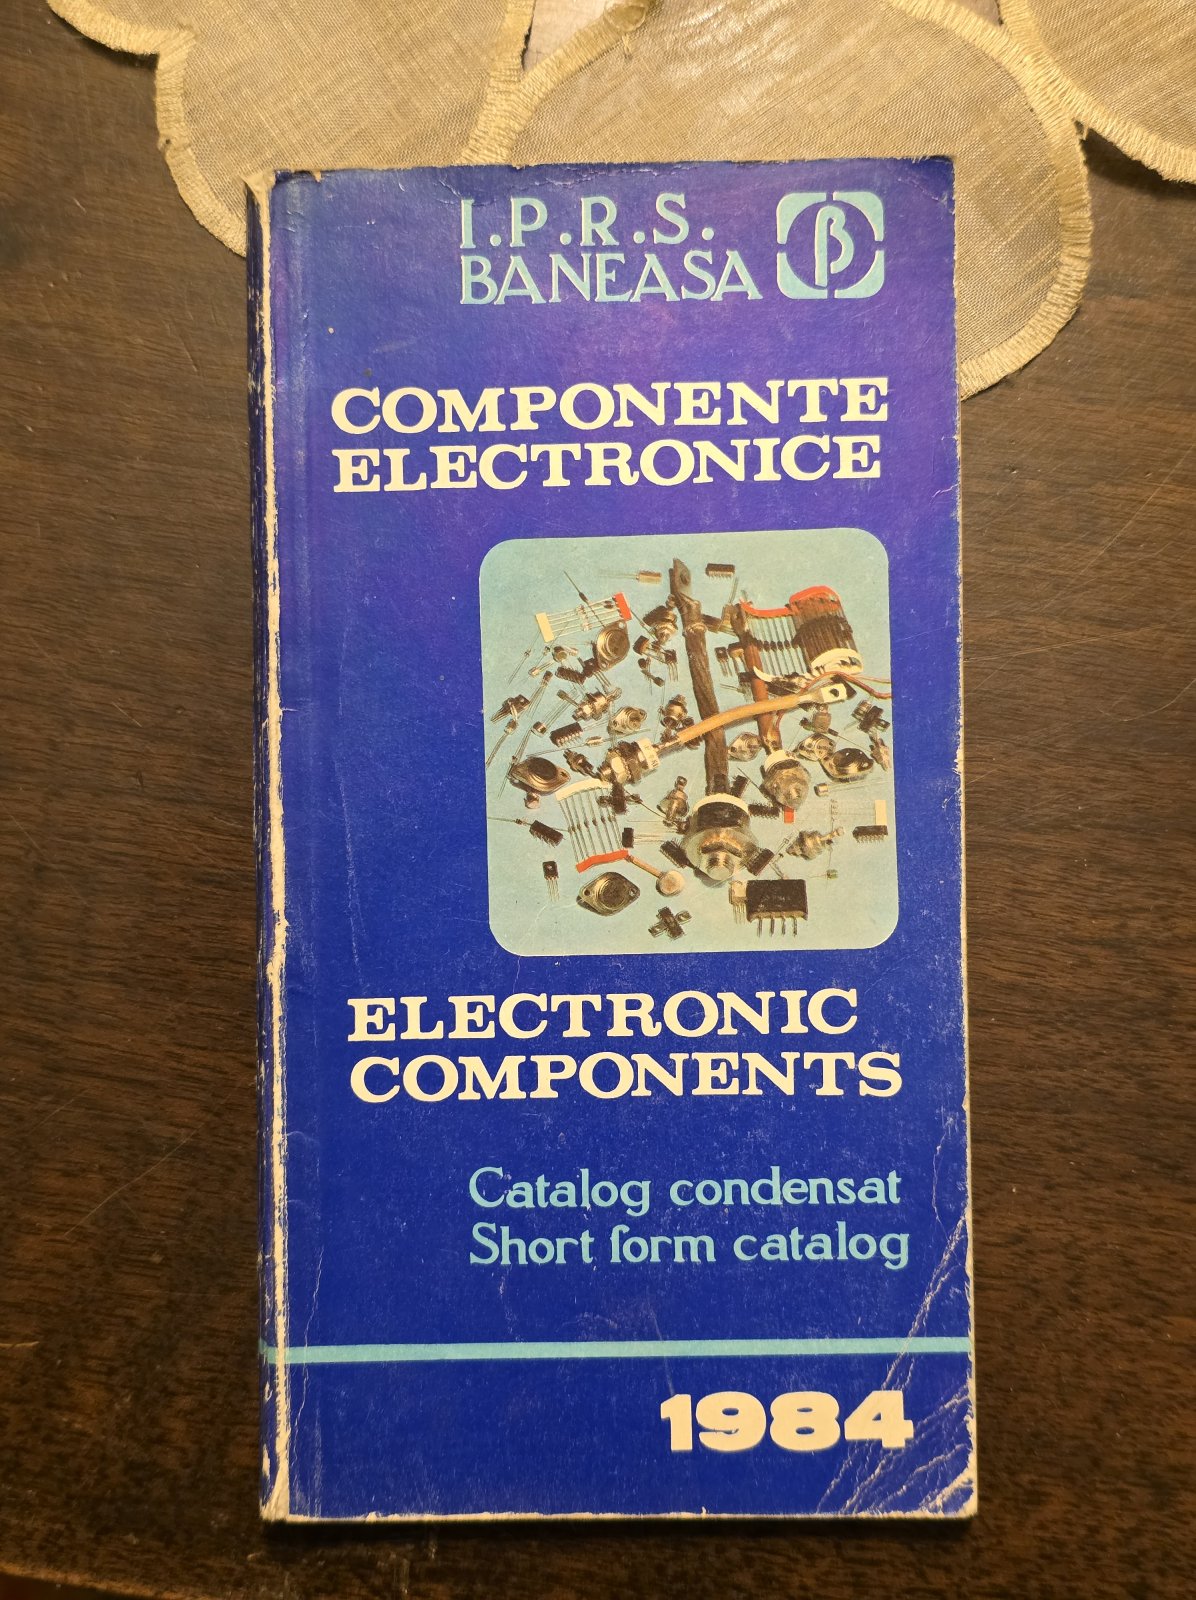 I.P.R.S.
BANEASA
COMPONENTE
ELECTRONICE
ELECTRONIC
COMPONENTS
Catalog condensat
Short form catalog
1984